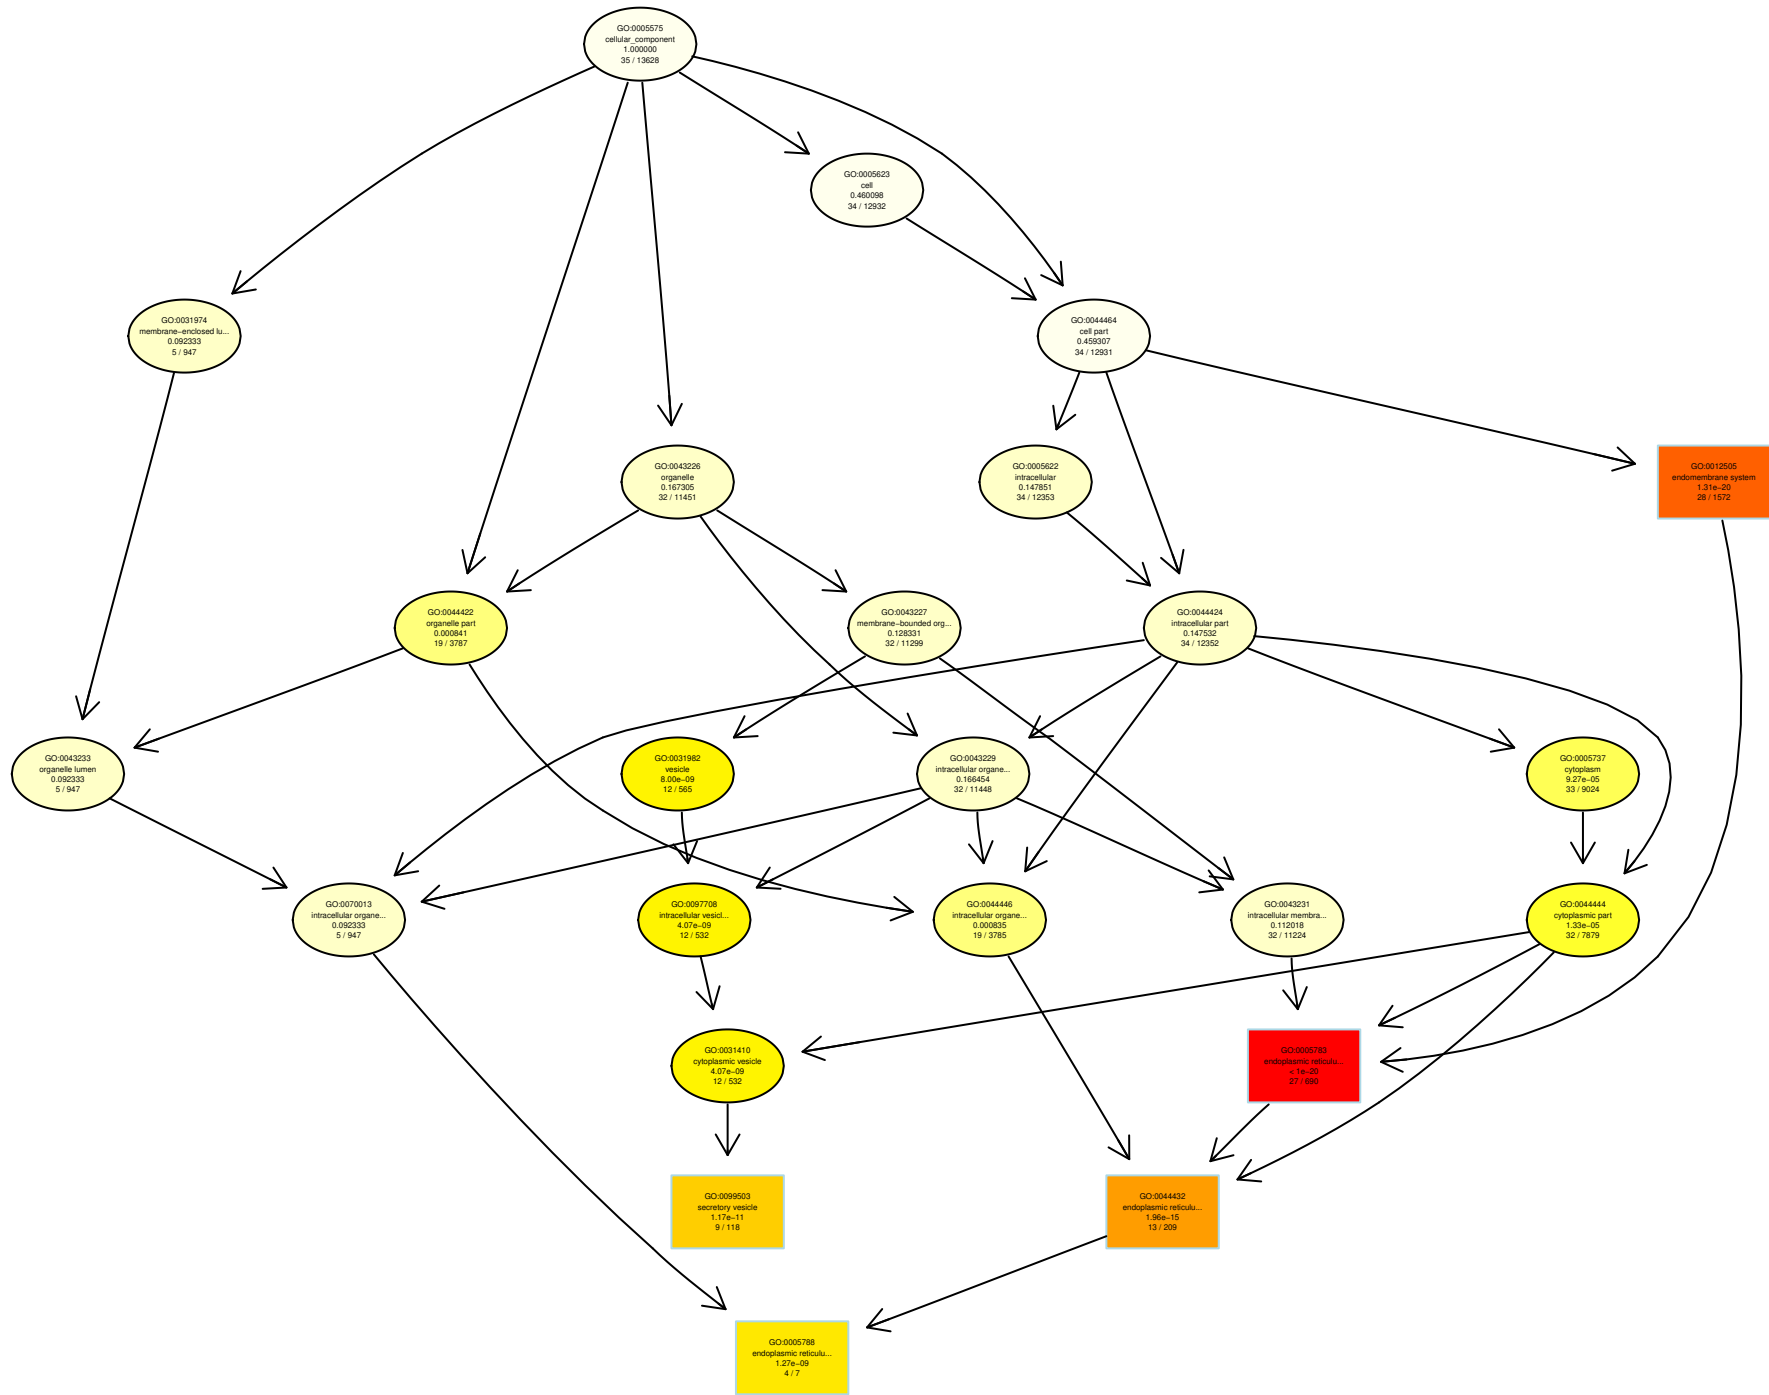 GO:0005575
cellular_component
1.000000
35 / 13628
GO:0005623
cell
0.460098
34 / 12932
GO:0031974
membrane−enclosed lu...
0.092333
5 / 947
GO:0044464
cell part
0.459307
34 / 12931
GO:0043226
organelle
0.167305
32 / 11451
GO:0005622
intracellular
0.147851
34 / 12353
GO:0012505
endomembrane system
1.31e−20
28 / 1572
GO:0044422
organelle part
0.000841
19 / 3787
GO:0043227
membrane−bounded org...
0.128331
32 / 11299
GO:0044424
intracellular part
0.147532
34 / 12352
GO:0043233
organelle lumen
0.092333
5 / 947
GO:0031982
vesicle
8.00e−09
12 / 565
GO:0043229
intracellular organe...
0.166454
32 / 11448
GO:0005737
cytoplasm
9.27e−05
33 / 9024
GO:0070013
intracellular organe...
0.092333
5 / 947
GO:0097708
intracellular vesicl...
4.07e−09
12 / 532
GO:0044446
intracellular organe...
0.000835
19 / 3785
GO:0043231
intracellular membra...
0.112018
32 / 11224
GO:0044444
cytoplasmic part
1.33e−05
32 / 7879
GO:0031410
cytoplasmic vesicle
4.07e−09
12 / 532
GO:0005783
endoplasmic reticulu...
< 1e−20
27 / 690
GO:0099503
secretory vesicle
1.17e−11
9 / 118
GO:0044432
endoplasmic reticulu...
1.96e−15
13 / 209
GO:0005788
endoplasmic reticulu...
1.27e−09
4 / 7